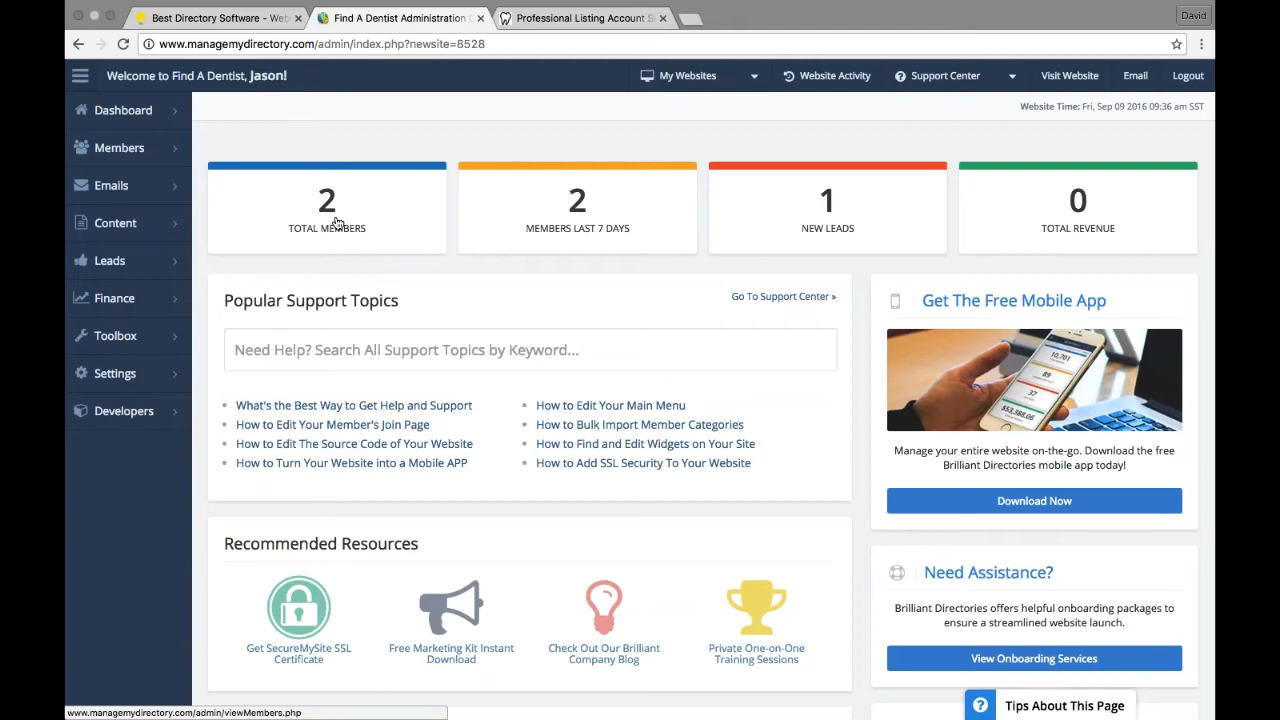 Best Directory Software - Web
Find A Dentist Administration C
Professional Listing Account S
David
www.managemydirectory.com/admin/index.php?newsite=8528
Welcome to Find A Dentist, Jason!
My Websites
Website Activity
Support Center
Visit Website
Email
Logout
Website Time: Fri, Sep 09 2016 09:36 am SST
Dashboard
Members
Emails
Content
Leads
Finance
Toolbox
Settings
Developers
2
TOTAL MEMBERS
2
MEMBERS LAST 7 DAYS
1
NEW LEADS
0
TOTAL REVENUE
Popular Support Topics
Go To Support Center »
Need Help? Search All Support Topics by Keyword...
What's the Best Way to Get Help and Support
How to Edit Your Member's Join Page
How to Edit The Source Code of Your Website
How to Turn Your Website into a Mobile APP
How to Edit Your Main Menu
How to Bulk Import Member Categories
How to Find and Edit Widgets on Your Site
How to Add SSL Security To Your Website
Get The Free Mobile App
10,701
89
37
$53,388.06
Manage your entire website on-the-go. Download the free
Brilliant Directories mobile app today!
Download Now
Recommended Resources
Get SecureMySite SSL
Certificate
Free Marketing Kit Instant
Download
Check Out Our Brilliant
Company Blog
Private One-on-One
Training Sessions
Need Assistance?
Brilliant Directories offers helpful onboarding packages to
ensure a streamlined website launch.
View Onboarding Services
Tips About This Page
www.managemydirectory.com/admin/viewMembers.php